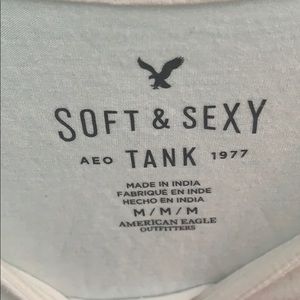 SOFT & SEXY
AEO TANK 1977
MADE IN INDIA
FABRIQUÉ EN INDE
HECHO EN INDIA
M / M / M
AMERICAN EAGLE
OUTFITTERS